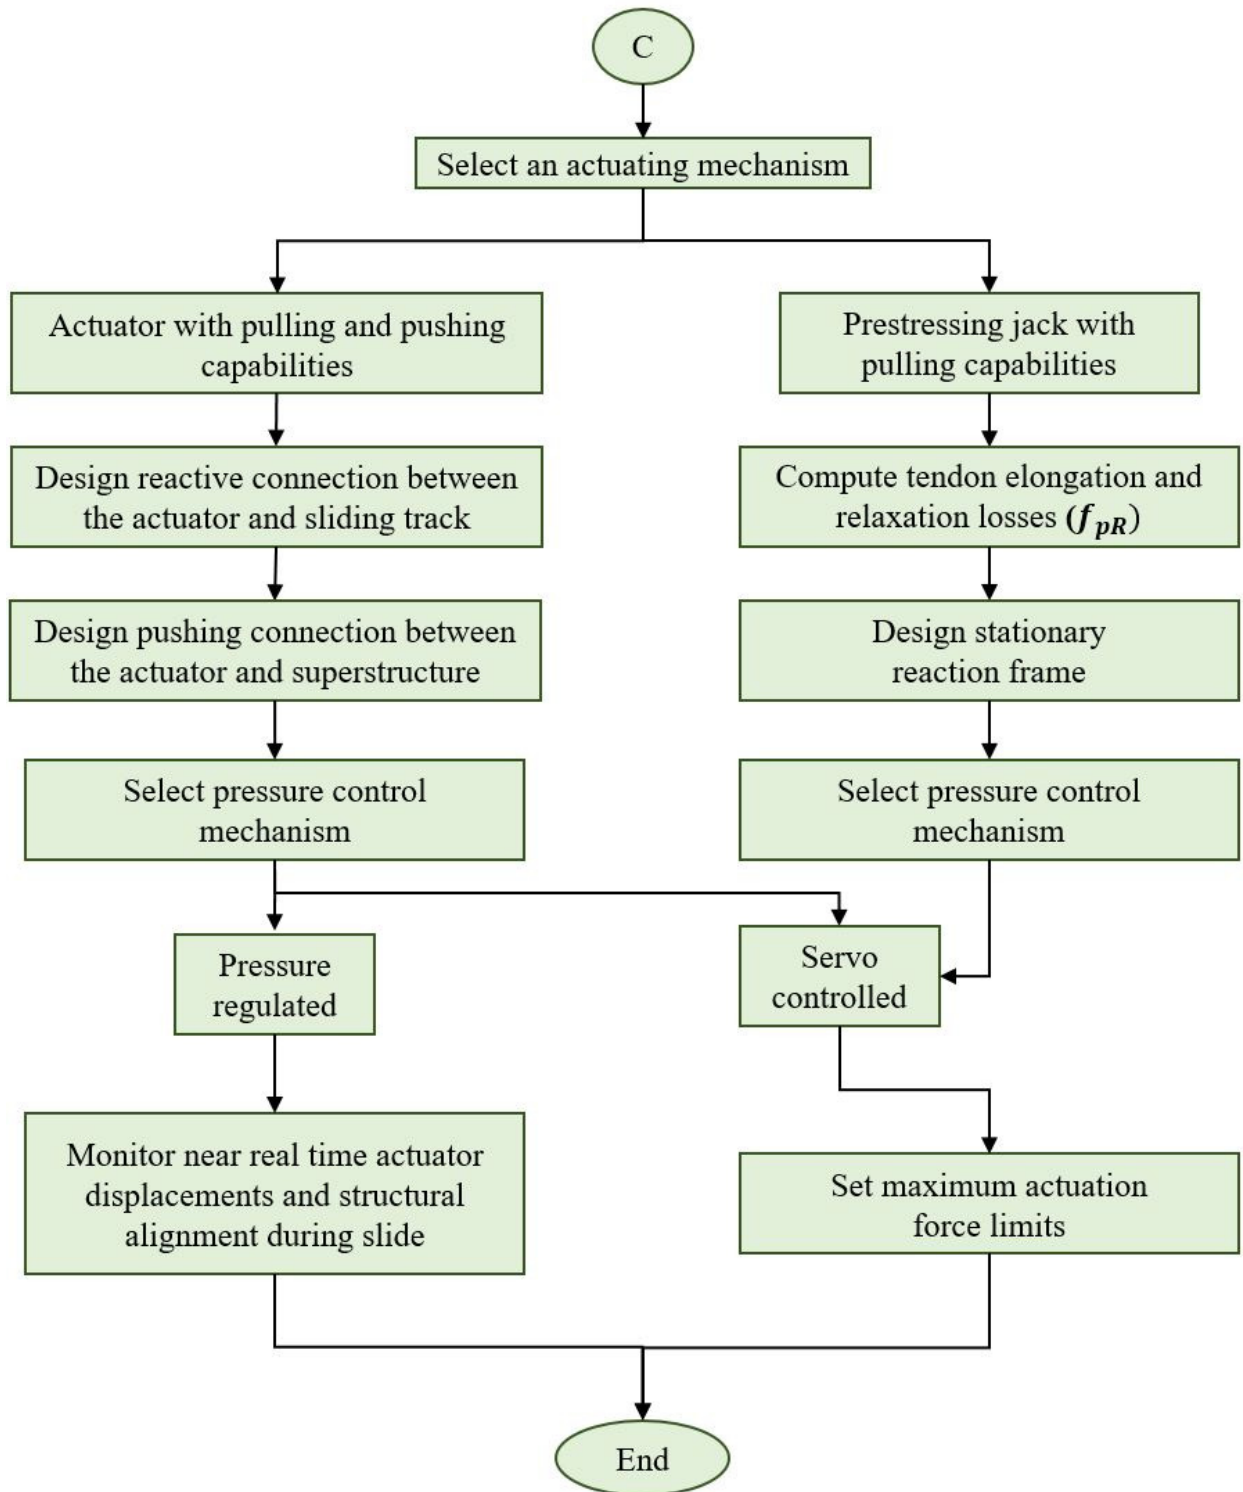 C
Select an actuating mechanism
Actuator with pulling and pushing
capabilities
Prestressing jack with
pulling capabilities
Design reactive connection between
the actuator and sliding track
Compute tendon elongation and
relaxation losses (f_{pR})
Design pushing connection between
the actuator and superstructure
Design stationary
reaction frame
Select pressure control
mechanism
Select pressure control
mechanism
Pressure
regulated
Servo
controlled
Monitor near real time actuator
displacements and structural
alignment during slide
Set maximum actuation
force limits
End